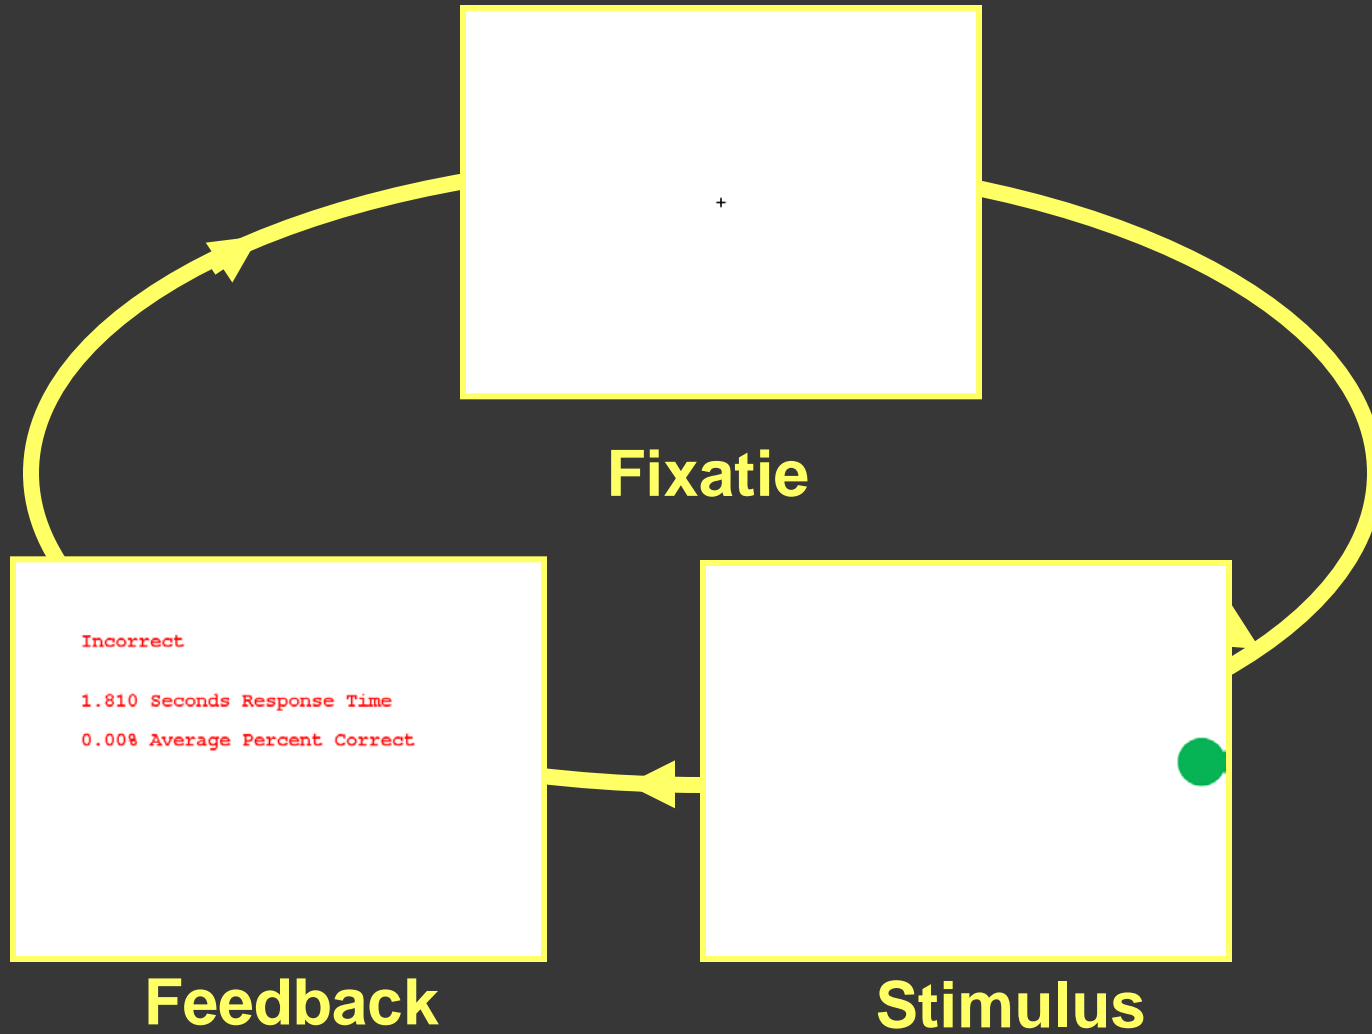 +
Fixatie
Incorrect
1.810 Seconds Response Time
0.00% Average Percent Correct
Feedback
Stimulus